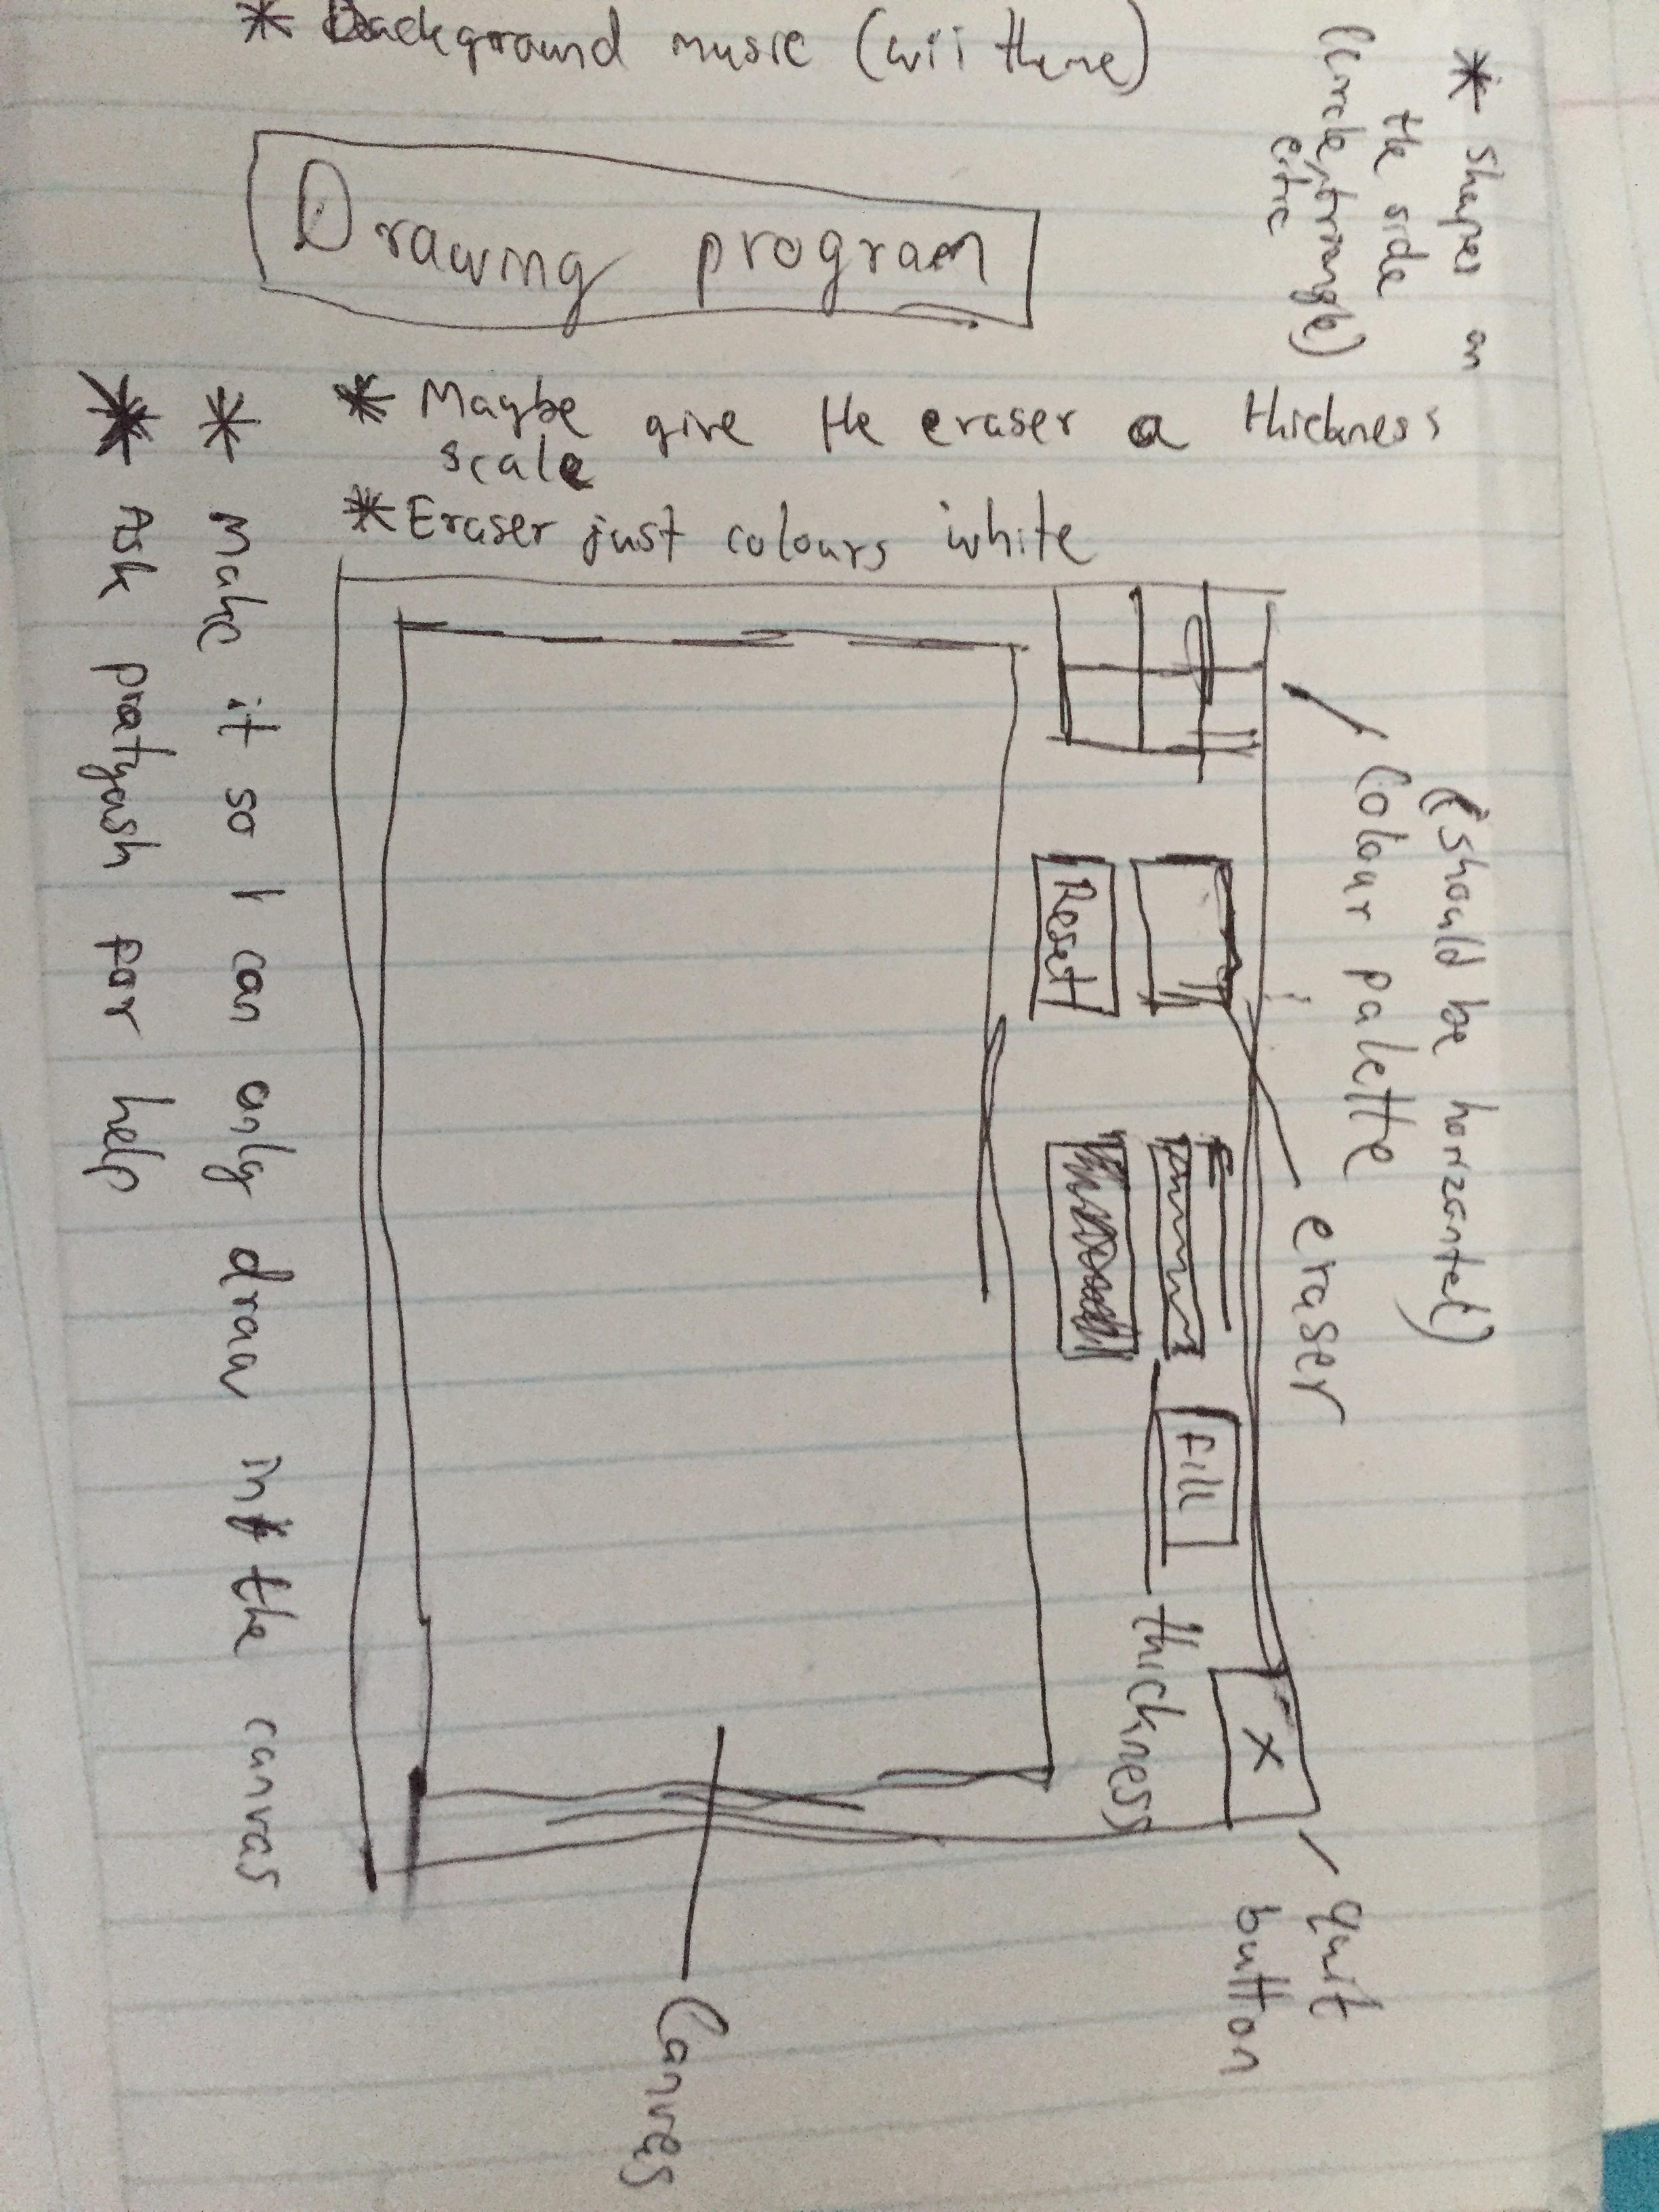 * Background music (wii theme)
Drawing program
* Maybe give the eraser a thickness
scale
* Eraser just colours white
* Shapes on
the side
(circle, triangle)
etc
(should be horizontal)
Colour palette
eraser
Reset
Fill
thickness
X
quit
button
Canves
* Make it so I can only draw in the canvas
* Ask pratyash for help